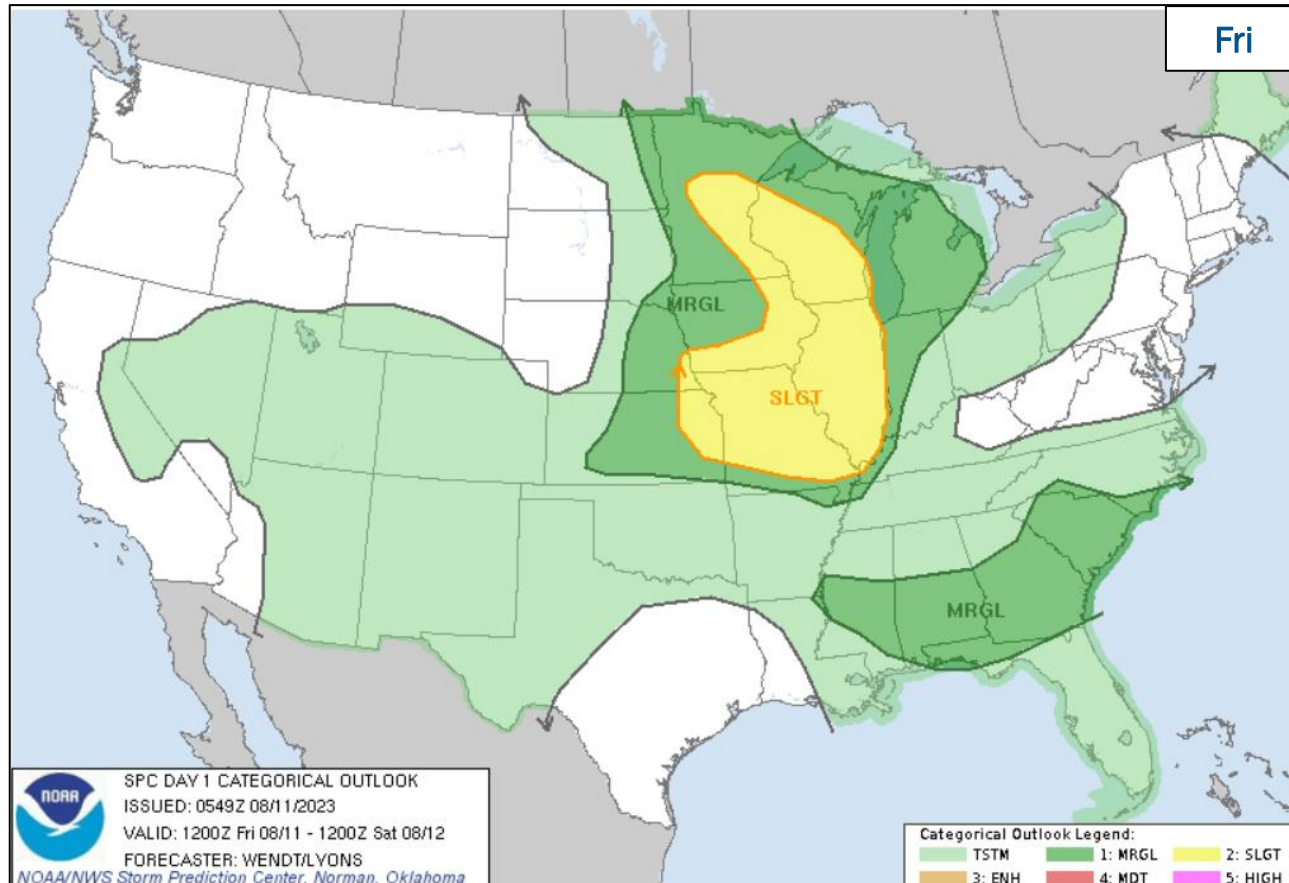 Fri
MRGL
SLGT
MRGL
NOAA
SPC DAY 1 CATEGORICAL OUTLOOK
ISSUED: 0549Z 08/11/2023
VALID: 1200Z Fri 08/11 - 1200Z Sat 08/12
FORECASTER: WENDT/LYONS
NOAA/NWS Storm Prediction Center, Norman, Oklahoma
Categorical Outlook Legend:
TSTM 1: MRGL 2: SLGT
3: ENH 4: MDT 5: HIGH